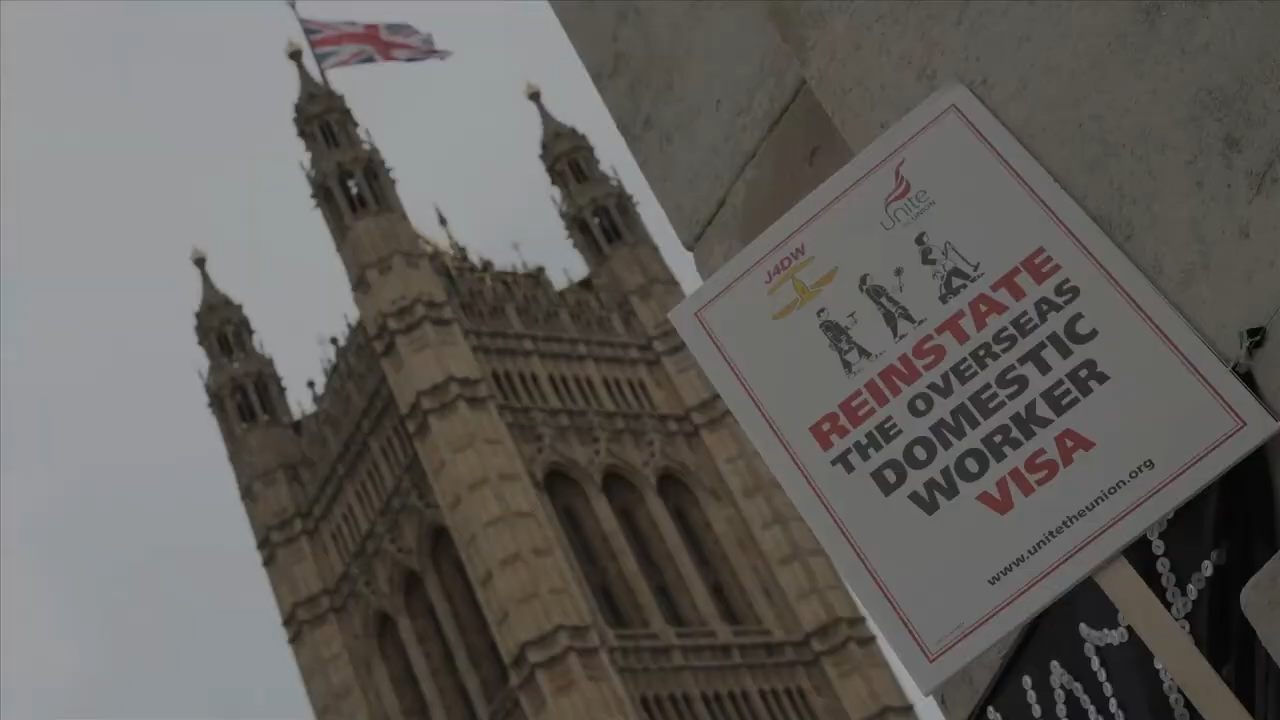 unite
the UNION
J4DW
REINSTATE
THE OVERSEAS
DOMESTIC
WORKER
VISA
www.unitetheunion.org